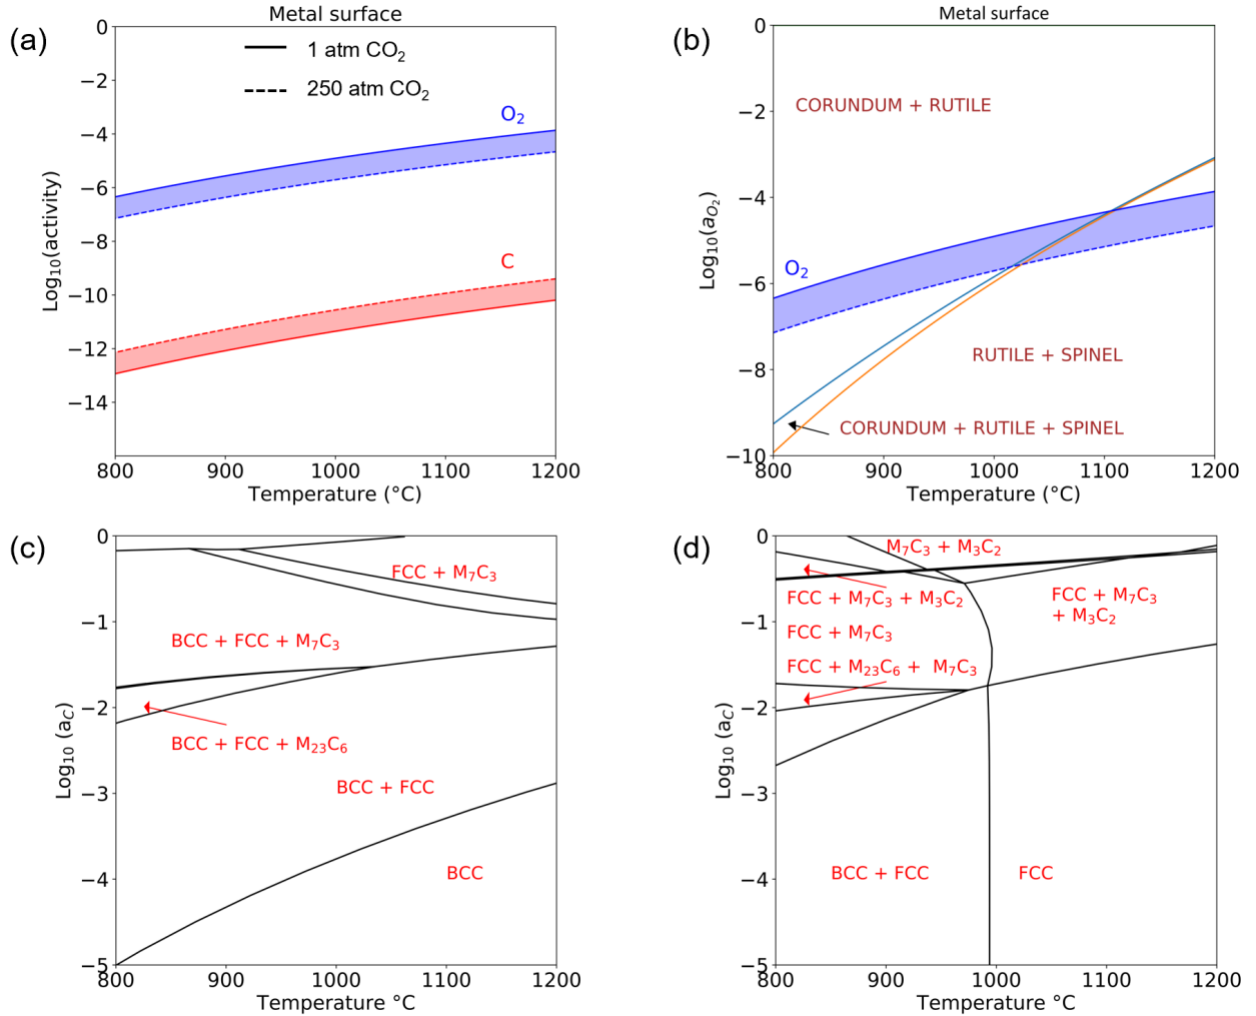 (a)
Metal surface
1 atm CO₂
250 atm CO₂
O₂
C
Log₁₀(activity)
0
−2
−4
−6
−8
−10
−12
−14
800
900
1000
1100
1200
Temperature (°C)
(b)
Metal surface
CORUNDUM + RUTILE
O₂
RUTILE + SPINEL
CORUNDUM + RUTILE + SPINEL
Log₁₀(a_O₂)
0
−2
−4
−6
−8
−10
800
900
1000
1100
1200
Temperature (°C)
(c)
FCC + M₇C₃
BCC + FCC + M₇C₃
BCC + FCC + M₂₃C₆
BCC + FCC
BCC
Log₁₀ (a_C)
0
−1
−2
−3
−4
−5
800
900
1000
1100
1200
Temperature °C
(d)
M₇C₃ + M₃C₂
FCC + M₇C₃ + M₃C₂
FCC + M₇C₃
+ M₃C₂
FCC + M₇C₃
FCC + M₂₃C₆ + M₇C₃
BCC + FCC
FCC
Log₁₀ (a_C)
0
−1
−2
−3
−4
−5
800
900
1000
1100
1200
Temperature °C